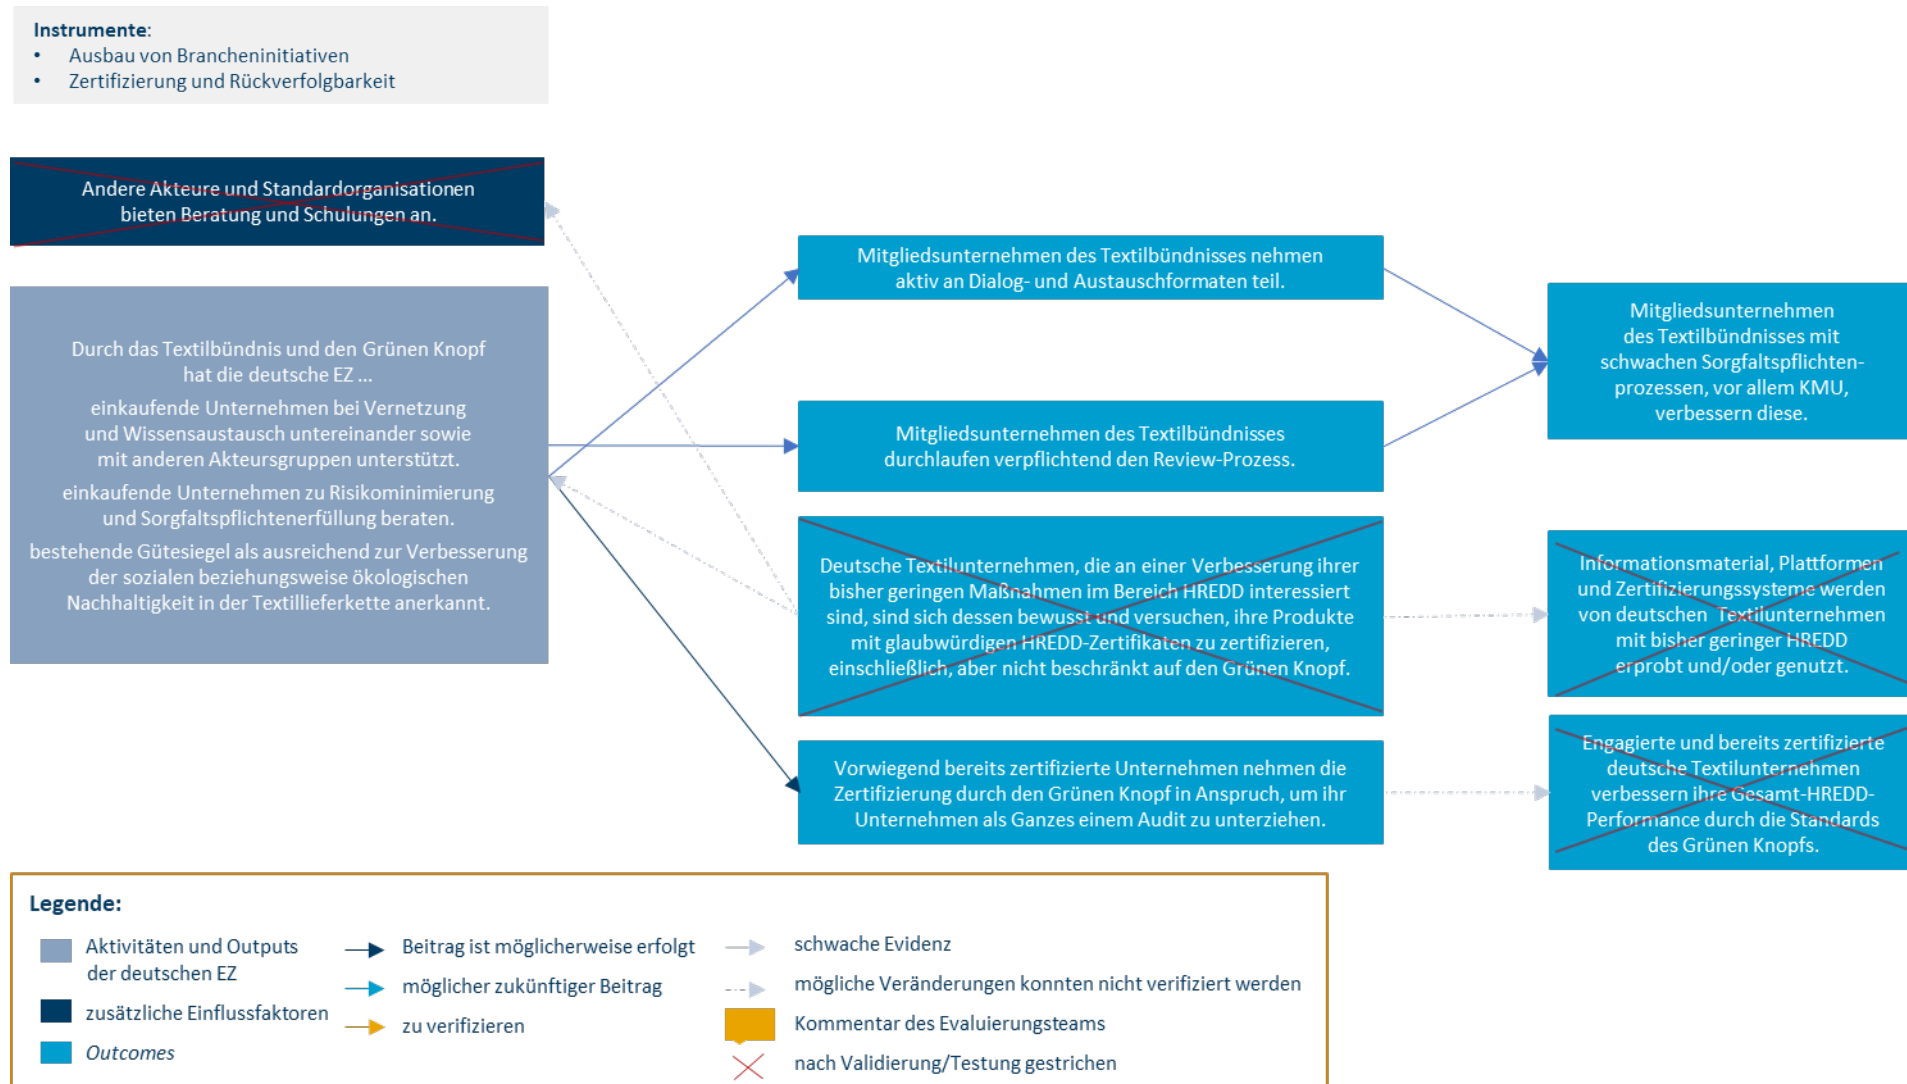 Instrumente:
• Ausbau von Brancheninitiativen
• Zertifizierung und Rückverfolgbarkeit
Andere Akteure und Standardorganisationen
bieten Beratung und Schulungen an.
Durch das Textilbündnis und den Grünen Knopf
hat die deutsche EZ ...
einkaufende Unternehmen bei Vernetzung
und Wissensaustausch untereinander sowie
mit anderen Akteursgruppen unterstützt.
einkaufende Unternehmen zu Risikominimierung
und Sorgfaltspflichtenerfüllung beraten.
bestehende Gütesiegel als ausreichend zur Verbesserung
der sozialen beziehungsweise ökologischen
Nachhaltigkeit in der Textillieferkette anerkannt.
Mitgliedsunternehmen des Textilbündnisses nehmen
aktiv an Dialog- und Austauschformaten teil.
Mitgliedsunternehmen des Textilbündnisses
durchlaufen verpflichtend den Review-Prozess.
Deutsche Textilunternehmen, die an einer Verbesserung ihrer
bisher geringen Maßnahmen im Bereich HREDD interessiert
sind, sind sich dessen bewusst und versuchen, ihre Produkte
mit glaubwürdigen HREDD-Zertifikaten zu zertifizieren,
einschließlich, aber nicht beschränkt auf den Grünen Knopf.
Vorwiegend bereits zertifizierte Unternehmen nehmen die
Zertifizierung durch den Grünen Knopf in Anspruch, um ihr
Unternehmen als Ganzes einem Audit zu unterziehen.
Mitgliedsunternehmen
des Textilbündnisses mit
schwachen Sorgfaltspflichten-
prozessen, vor allem KMU,
verbessern diese.
Informationsmaterial, Plattformen
und Zertifizierungssysteme werden
von deutschen Textilunternehmen
mit bisher geringer HREDD
erprobt und/oder genutzt.
Engagierte und bereits zertifizierte
deutsche Textilunternehmen
verbessern ihre Gesamt-HREDD-
Performance durch die Standards
des Grünen Knopfs.
Legende:
Aktivitäten und Outputs
der deutschen EZ
zusätzliche Einflussfaktoren
Outcomes
Beitrag ist möglicherweise erfolgt
möglicher zukünftiger Beitrag
zu verifizieren
schwache Evidenz
mögliche Veränderungen konnten nicht verifiziert werden
Kommentar des Evaluierungsteams
nach Validierung/Testung gestrichen